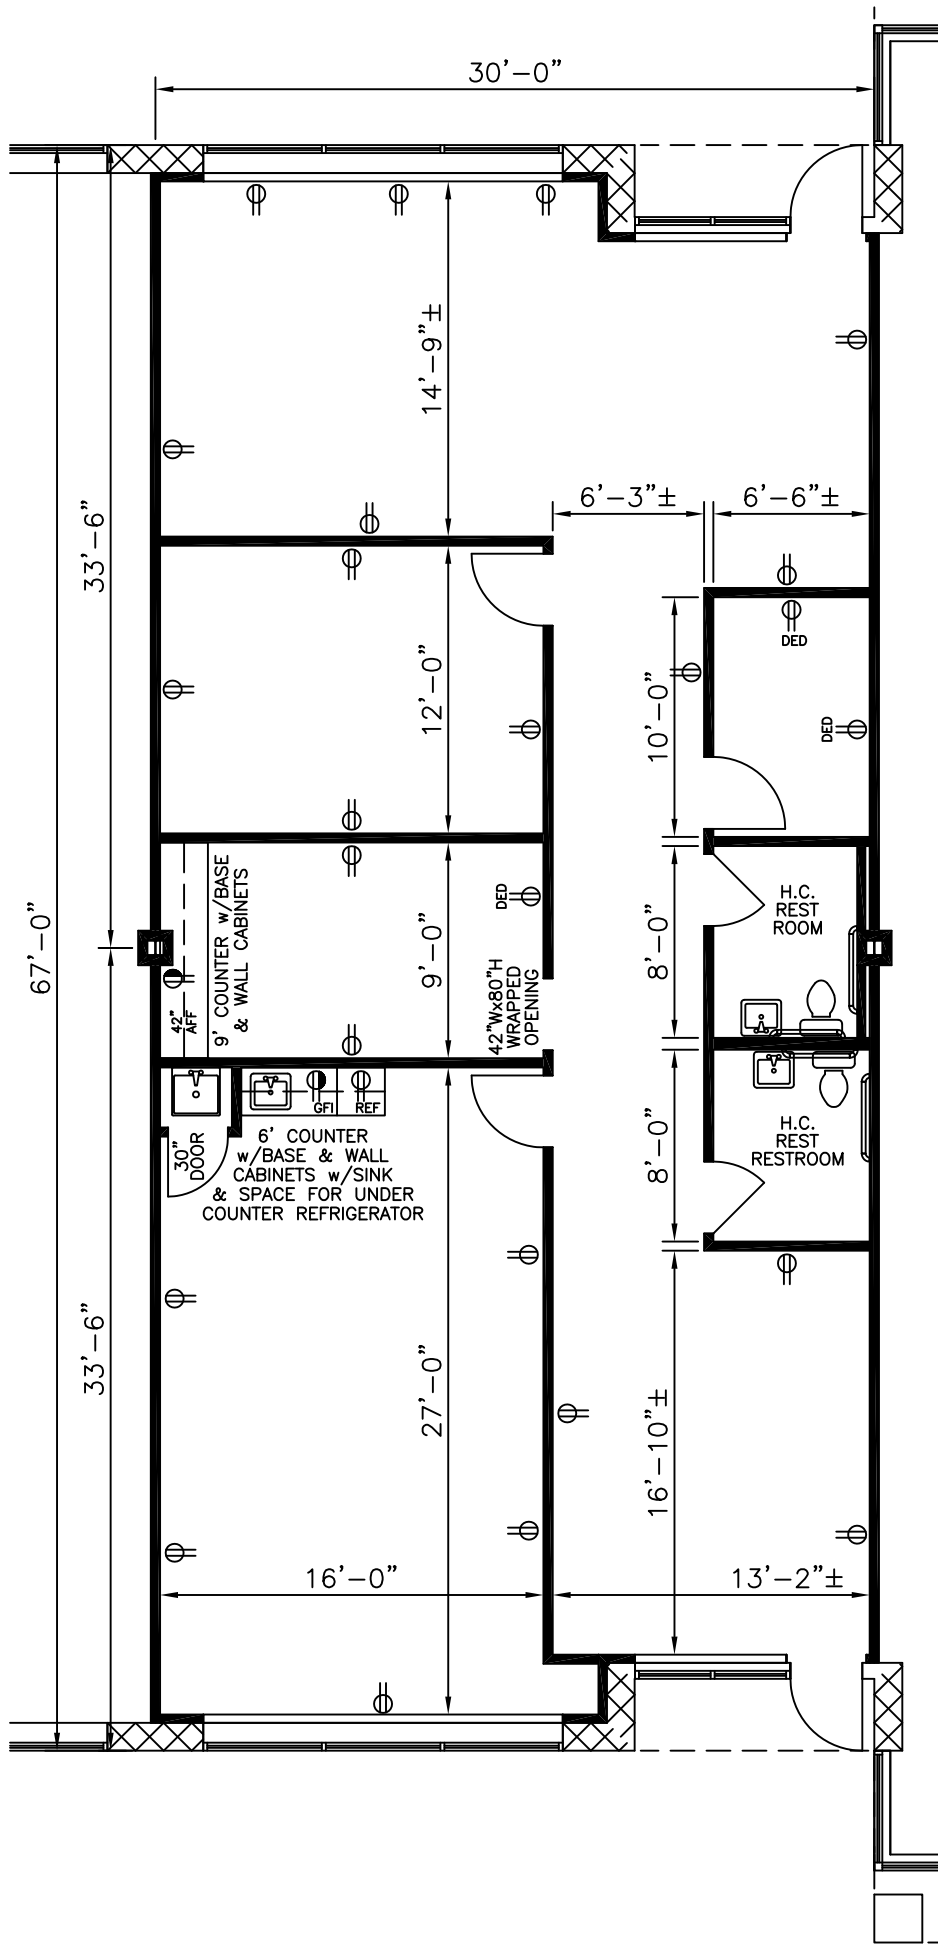 30'-0"
14'-9"±
33'-6"
6'-3"±
6'-6"±
12'-0"
10'-0"
DED
DED
67'-0"
9' COUNTER w/BASE
& WALL CABINETS
42"
AFF
9'-0"
DED
42"Wx80"H
WRAPPED
OPENING
8'-0"
H.C.
REST
ROOM
GFI
REF
30"
DOOR
6' COUNTER
w/BASE & WALL
CABINETS w/SINK
& SPACE FOR UNDER
COUNTER REFRIGERATOR
8'-0"
H.C.
REST
RESTROOM
33'-6"
27'-0"
16'-10"±
16'-0"
13'-2"±